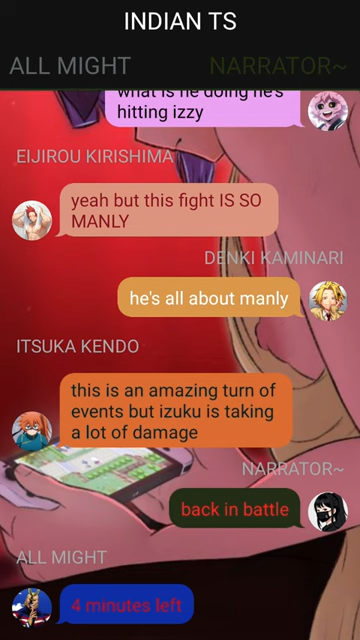 INDIAN TS
ALL MIGHT
NARRATOR~
what is he doing he's
hitting izzy
EIJIROU KIRISHIMA
yeah but this fight IS SO
MANLY
DENKI KAMINARI
he's all about manly
ITSUKA KENDO
this is an amazing turn of
events but izuku is taking
a lot of damage
NARRATOR~
back in battle
ALL MIGHT
4 minutes left